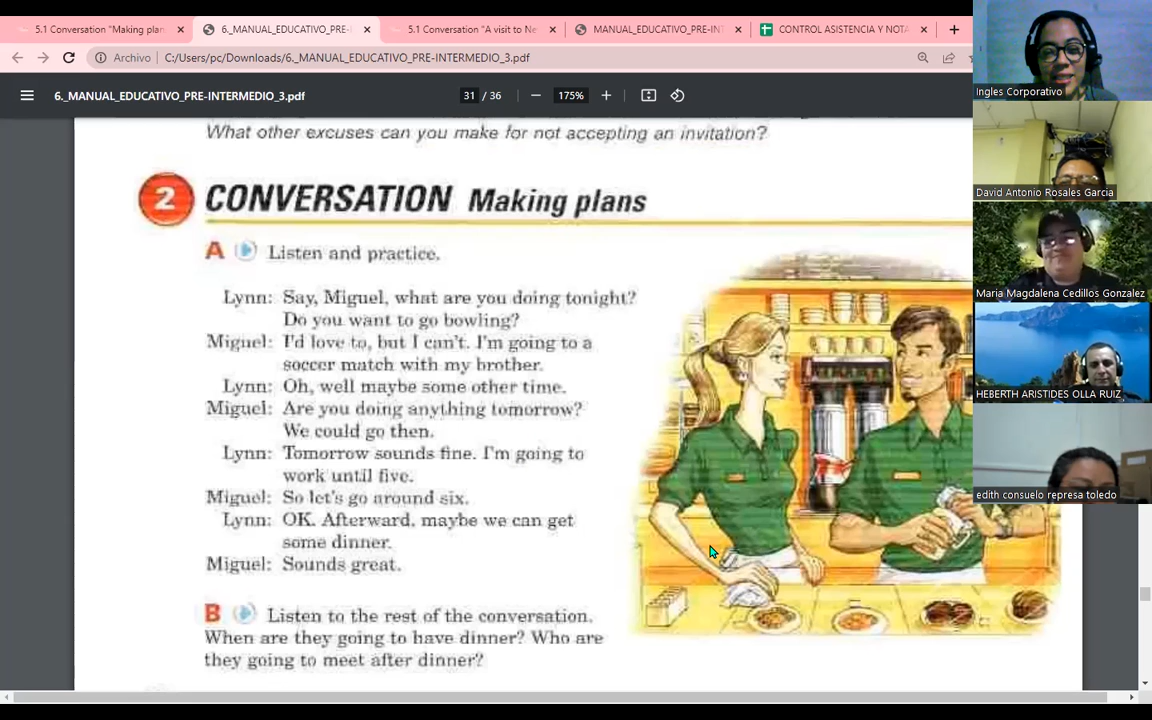 5.1 Conversation "Making plan
6._MANUAL_EDUCATIVO_PRE-I
5.1 Conversation "A visit to Ne
MANUAL_EDUCATIVO_PRE-INT
CONTROL ASISTENCIA Y NOTA
Archivo
C:/Users/pc/Downloads/6._MANUAL_EDUCATIVO_PRE-INTERMEDIO_3.pdf
6._MANUAL_EDUCATIVO_PRE-INTERMEDIO_3.pdf
31 / 36
175%
What other excuses can you make for not accepting an invitation?
2 CONVERSATION Making plans
A Listen and practice.
Lynn: Say, Miguel, what are you doing tonight?
Do you want to go bowling?
Miguel: I'd love to, but I can't. I'm going to a
soccer match with my brother.
Lynn: Oh, well maybe some other time.
Miguel: Are you doing anything tomorrow?
We could go then.
Lynn: Tomorrow sounds fine. I'm going to
work until five.
Miguel: So let's go around six.
Lynn: OK. Afterward, maybe we can get
some dinner.
Miguel: Sounds great.
B Listen to the rest of the conversation.
When are they going to have dinner? Who are
they going to meet after dinner?
Ingles Corporativo
David Antonio Rosales Garcia
Maria Magdalena Cedillos Gonzalez
HEBERTH ARISTIDES OLLA RUIZ
edith consuelo represa toledo